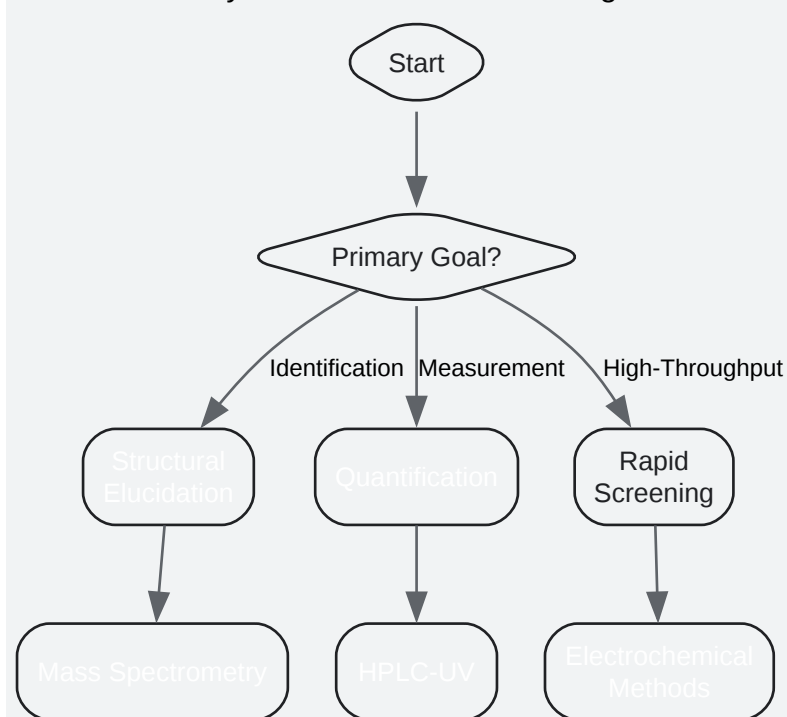 Start
Primary Goal?
Identification
Measurement
High-Throughput
Structural
Elucidation
Quantification
Rapid
Screening
Mass Spectrometry
HPLC-UV
Electrochemical
Methods